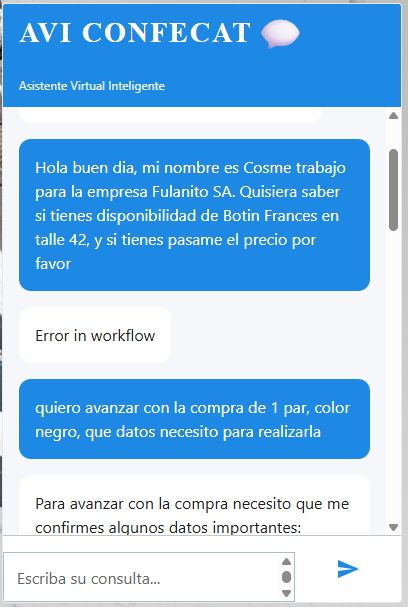 AVI CONFECAT
Asistente Virtual Inteligente
Hola buen dia, mi nombre es Cosme trabajo
para la empresa Fulanito SA. Quisiera saber
si tienes disponibilidad de Botin Frances en
talle 42, y si tienes pasame el precio por
favor
Error in workflow
quiero avanzar con la compra de 1 par, color
negro, que datos necesito para realizarla
Para avanzar con la compra necesito que me
confirmes algunos datos importantes:
Escriba su consulta...